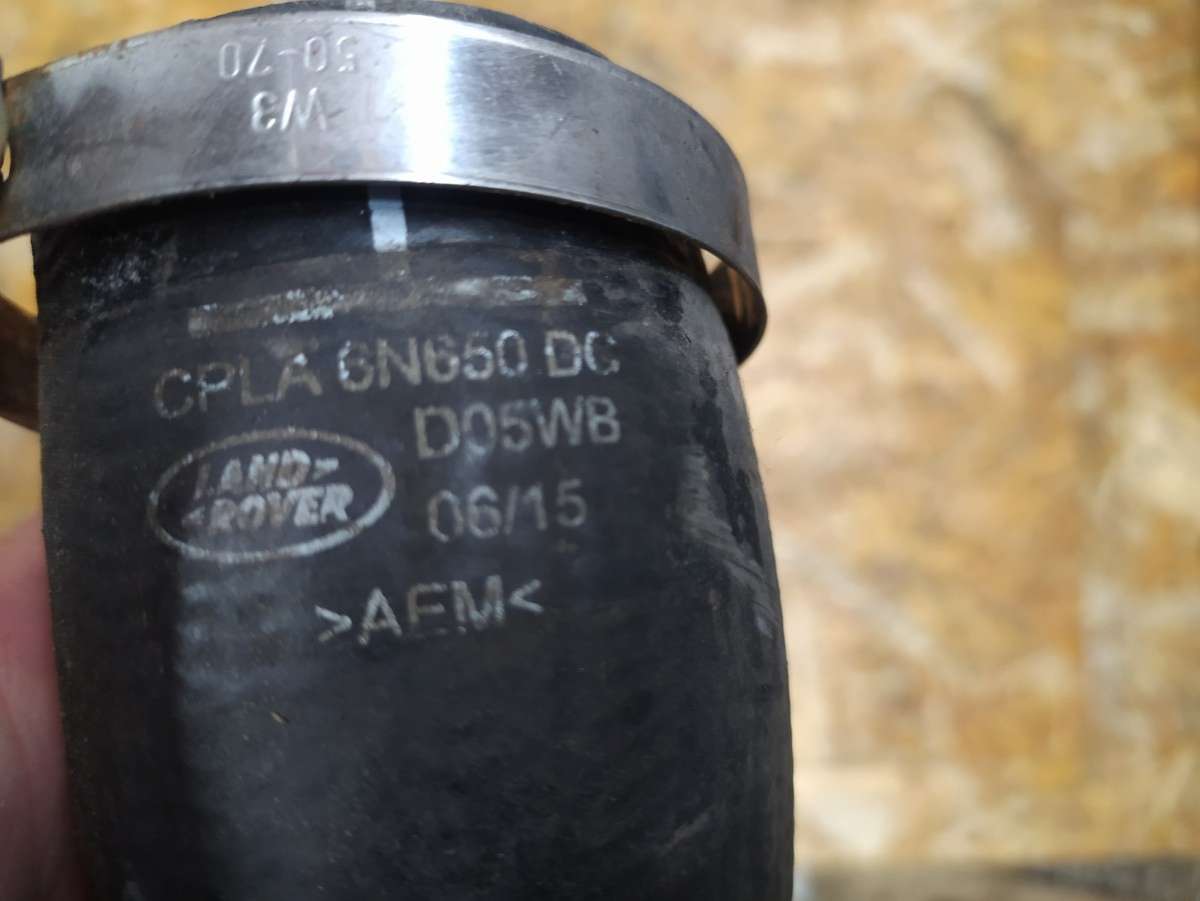 50-70
W3
CPLA 6N650 DC
D05WB
LAND>
<ROVER
06/15
>AEM<